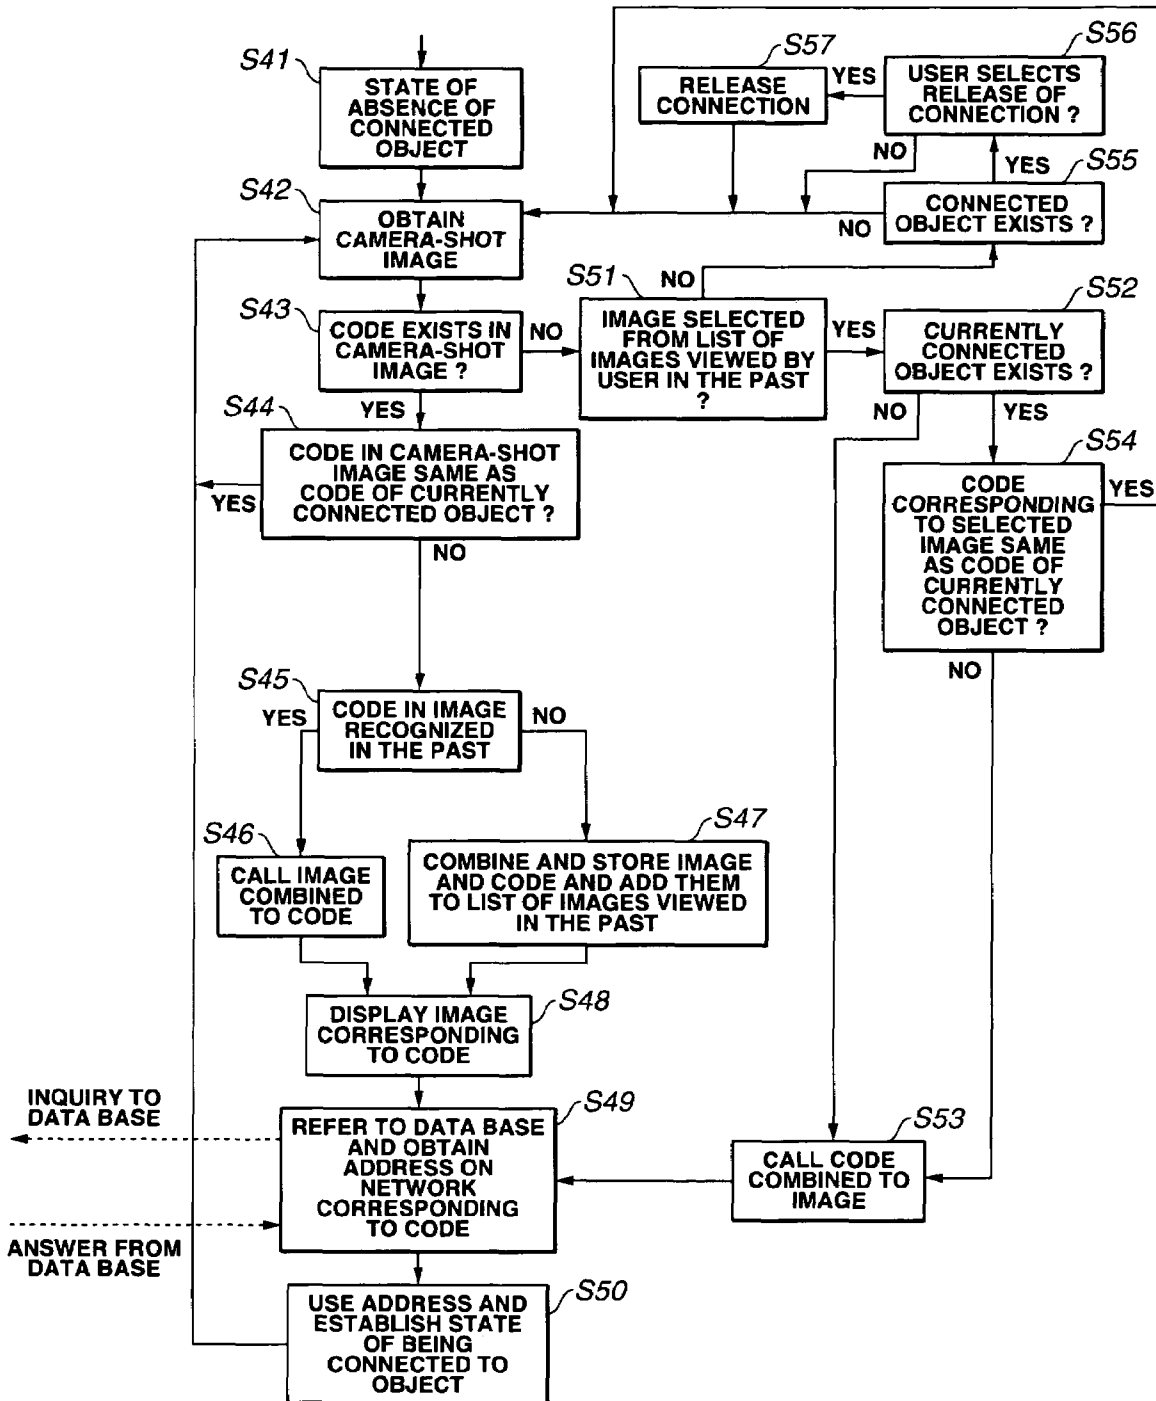 S41
STATE OF
ABSENCE OF
CONNECTED
OBJECT
S57
RELEASE
CONNECTION
YES
S56
USER SELECTS
RELEASE OF
CONNECTION ?
NO
YES
S55
CONNECTED
OBJECT EXISTS ?
NO
S42
OBTAIN
CAMERA-SHOT
IMAGE
S43
CODE EXISTS IN
CAMERA-SHOT
IMAGE ?
NO
YES
S51
NO
IMAGE SELECTED
FROM LIST OF
IMAGES VIEWED BY
USER IN THE PAST
?
YES
S52
CURRENTLY
CONNECTED
OBJECT EXISTS ?
NO
YES
S44
CODE IN CAMERA-SHOT
IMAGE SAME AS
CODE OF CURRENTLY
CONNECTED OBJECT ?
YES
NO
S54
CODE
CORRESPONDING
TO SELECTED
IMAGE SAME
AS CODE OF
CURRENTLY
CONNECTED
OBJECT ?
YES
NO
S45
YES
CODE IN IMAGE
RECOGNIZED
IN THE PAST
NO
S46
CALL IMAGE
COMBINED
TO CODE
S47
COMBINE AND STORE IMAGE
AND CODE AND ADD THEM
TO LIST OF IMAGES VIEWED
IN THE PAST
S48
DISPLAY IMAGE
CORRESPONDING
TO CODE
INQUIRY TO
DATA BASE
S49
REFER TO DATA BASE
AND OBTAIN
ADDRESS ON
NETWORK
CORRESPONDING
TO CODE
S53
CALL CODE
COMBINED TO
IMAGE
ANSWER FROM
DATA BASE
S50
USE ADDRESS AND
ESTABLISH STATE
OF BEING
CONNECTED TO
OBJECT